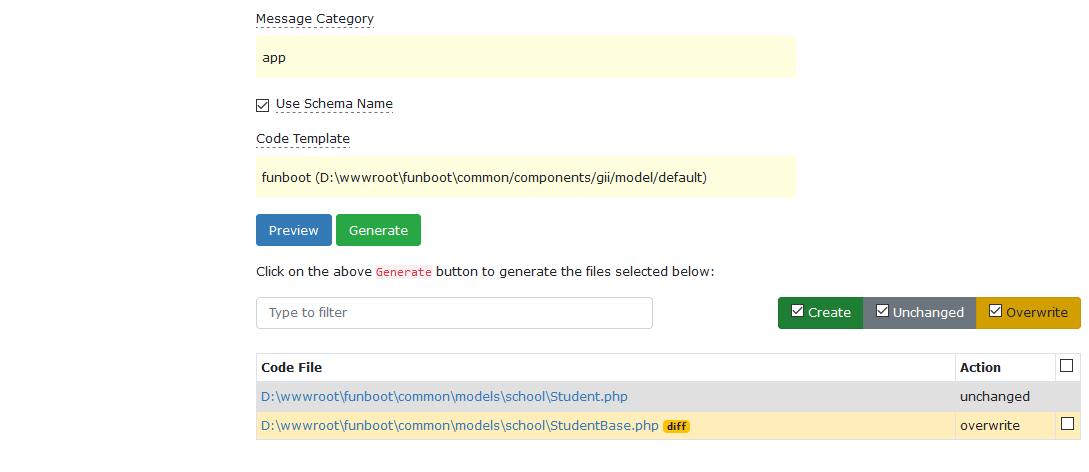 Message Category
app
Use Schema Name
Code Template
funboot (D:\wwwroot\funboot\common/components/gii/model/default)
Preview Generate
Click on the above Generate button to generate the files selected below:
Type to filter Create Unchanged Overwrite
Code File Action
D:\wwwroot\funboot\common\models\school\Student.php unchanged
D:\wwwroot\funboot\common\models\school\StudentBase.php diff overwrite